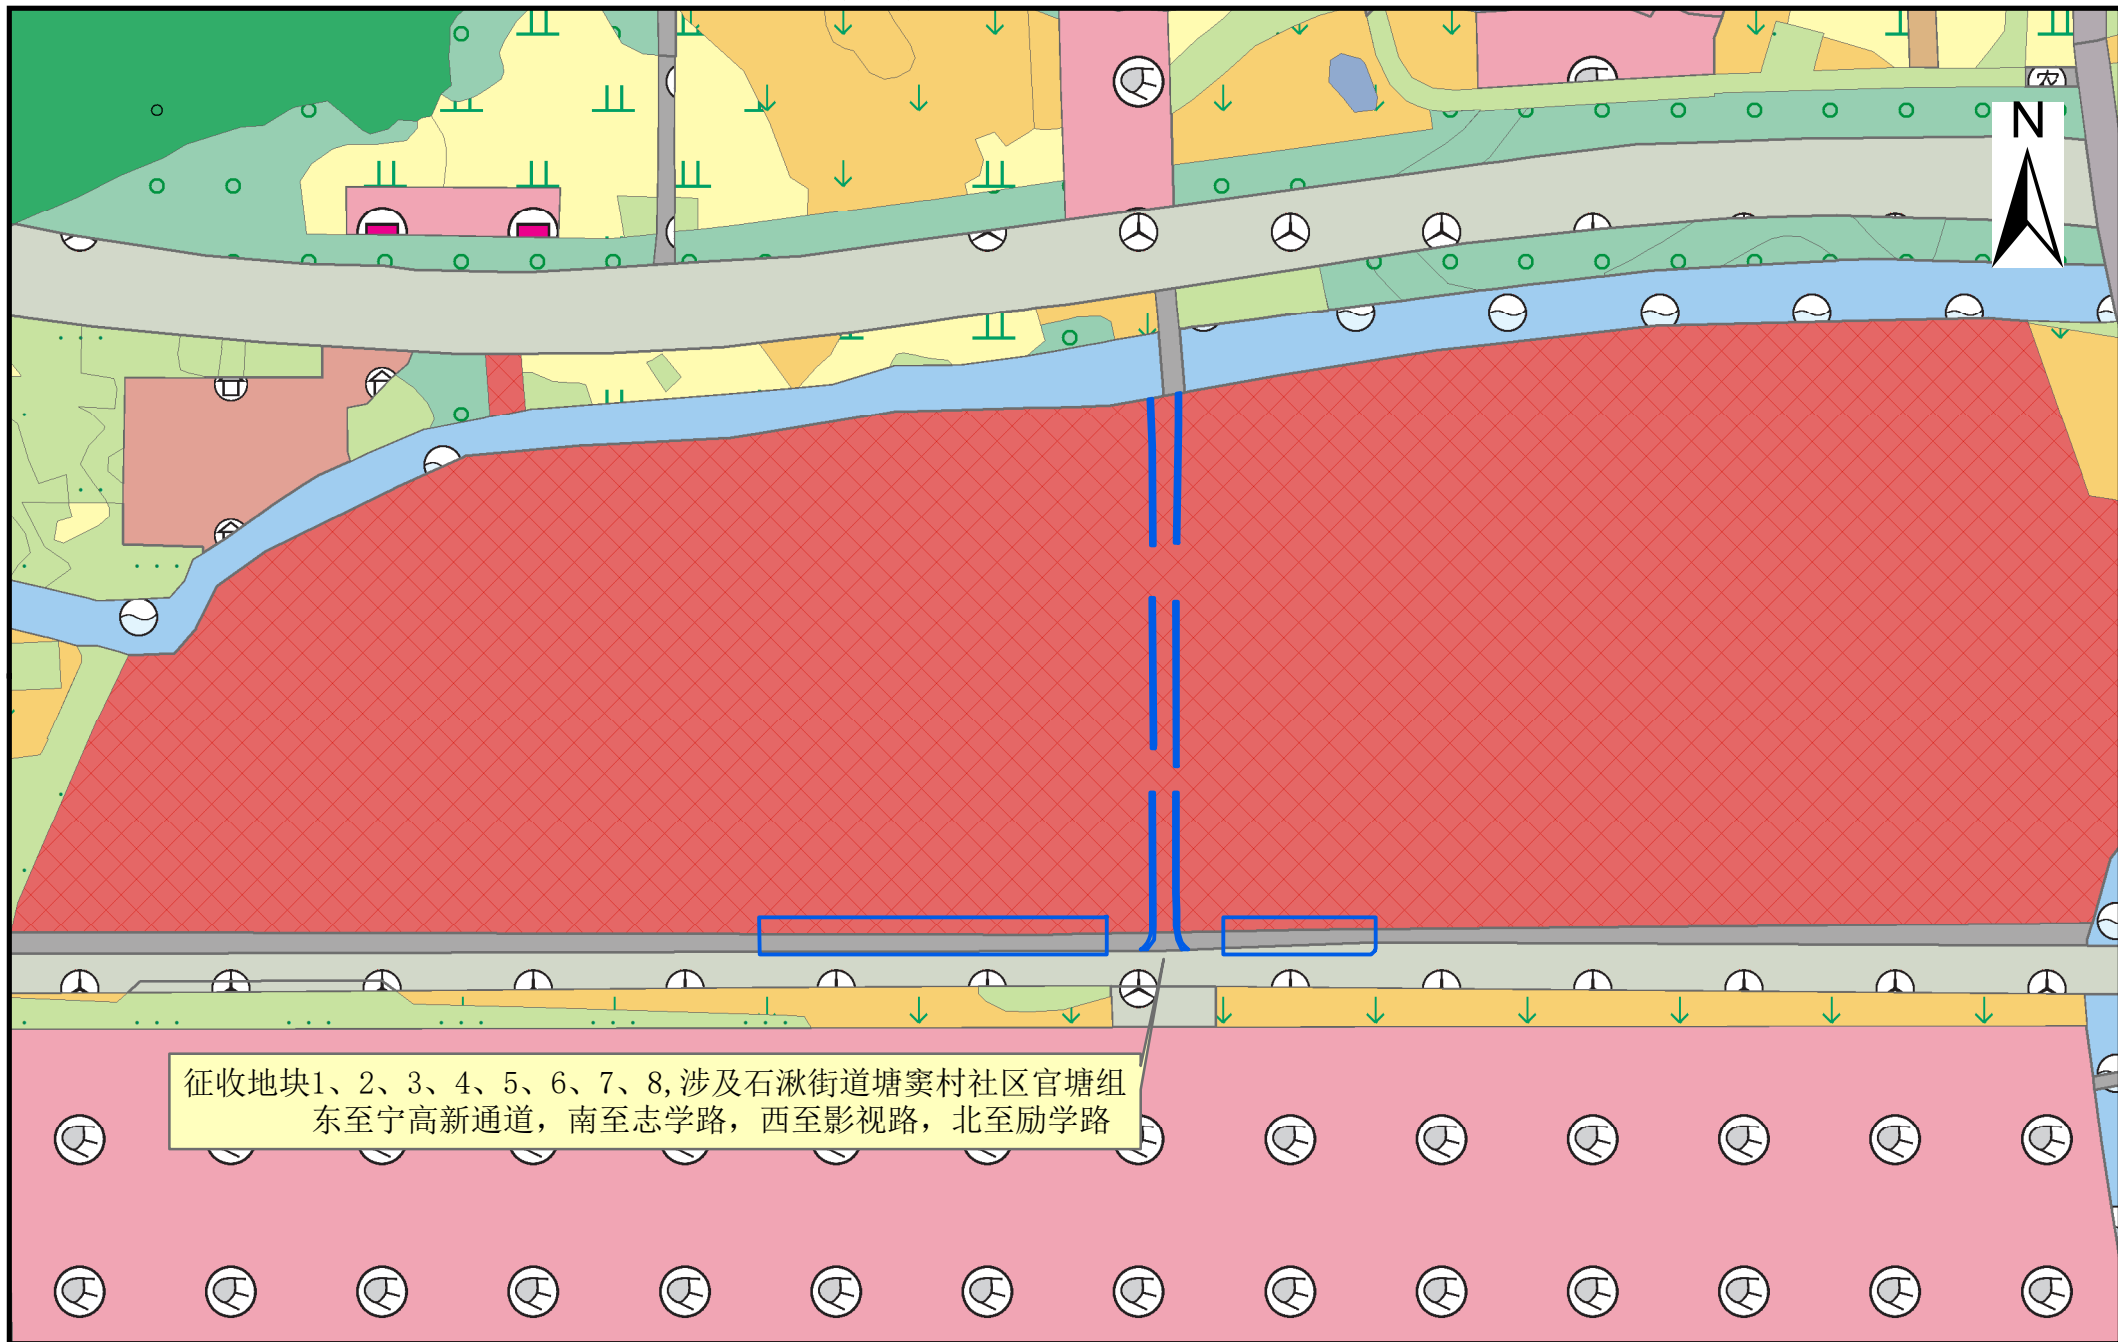 农
N
征收地块1、2、3、4、5、6、7、8,涉及石湫街道塘窦村社区官塘组
东至宁高新通道，南至志学路，西至影视路，北至励学路